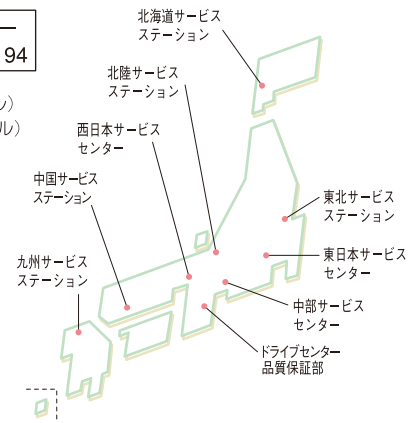 ー
94
ン)
ル)
北海道サービス
ステーション
北陸サービス
ステーション
西日本サービス
センター
中国サービス
ステーション
九州サービス
ステーション
東北サービス
ステーション
東日本サービス
センター
中部サービス
センター
ドライブセンター
品質保証部